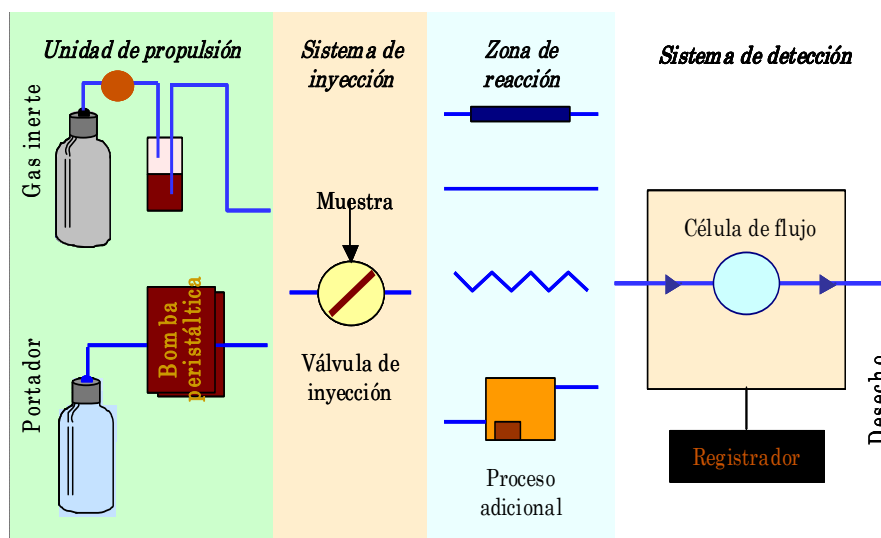 Unidad de propulsión
Sistema de
inyección
Zona de
reacción
Sistema de detección
Gas inerte
Portador
Bomba
peristáltica
Muestra
Válvula de
inyección
Proceso
adicional
Célula de flujo
Registrador
Desecho